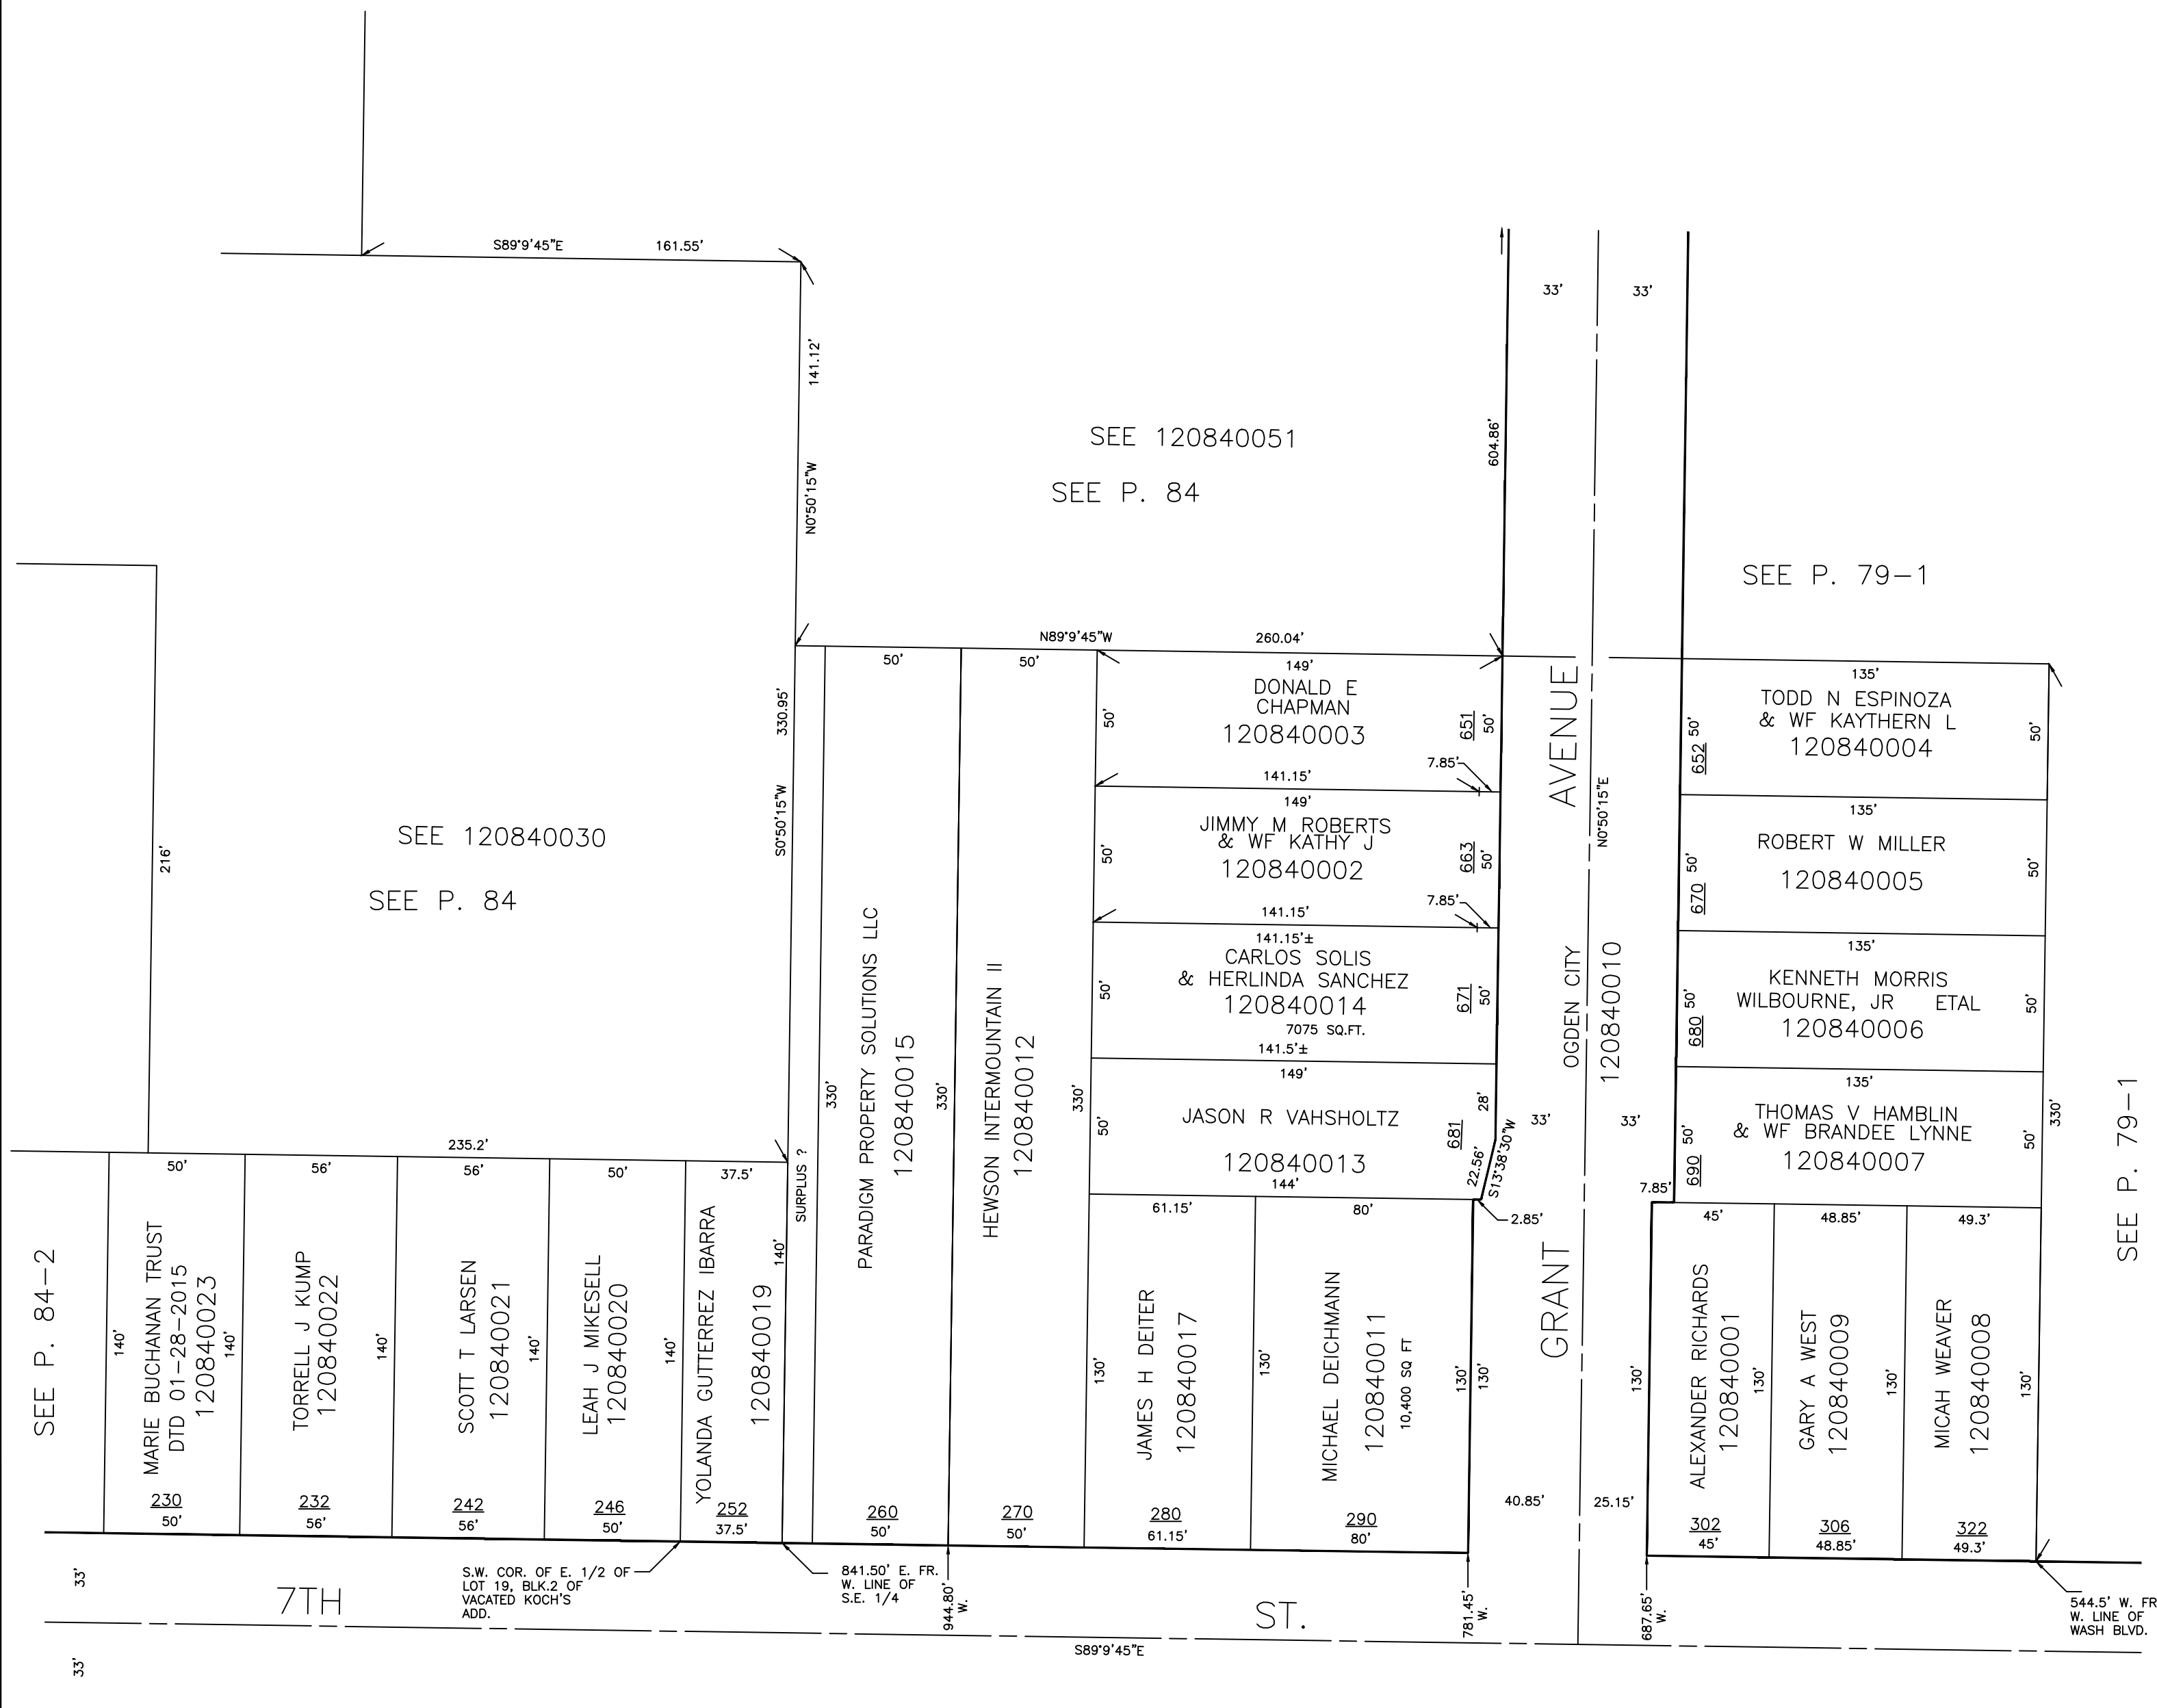 S89°9'45"E 161.55'
141.12'
N0°50'15"W
SEE 120840051
SEE P. 84
604.86'
33' 33'
SEE P. 79-1
N89°9'45"W 260.04'
330.95'
S0°50'15"W
216'
SEE 120840030
SEE P. 84
235.2'
SEE P. 84-2
50'
140'
MARIE BUCHANAN TRUST
DTD 01-28-2015
120840023
140'
230
50'
56'
TORRELL J KUMP
120840022
140'
232
56'
56'
SCOTT T LARSEN
120840021
140'
242
56'
50'
LEAH J MIKESELL
120840020
140'
246
50'
37.5'
YOLANDA GUTTERREZ IBARRA
120840019
140'
252
37.5'
SURPLUS ?
50'
330'
PARADIGM PROPERTY SOLUTIONS LLC
120840015
330'
260
50'
50'
HEWSON INTERMOUNTAIN II
120840012
330'
270
50'
149'
DONALD E
CHAPMAN
120840003
50'
651
50'
7.85'
141.15'
149'
JIMMY M ROBERTS
& WF KATHY J
120840002
50'
663
50'
7.85'
141.15'
141.15'±
CARLOS SOLIS
& HERLINDA SANCHEZ
120840014
7075 SQ.FT.
50'
671
50'
141.5'±
149'
JASON R VAHSHOLTZ
120840013
50'
681
28'
22.56'
S13°38'30"W
144'
2.85'
61.15'
130'
JAMES H DEITER
120840017
130'
280
61.15'
80'
MICHAEL DEICHMANN
120840011
10,400 SQ FT
130'
130'
290
80'
GRANT AVENUE
N0°50'15"E
OGDEN CITY
120840010
33' 33'
40.85' 25.15'
135'
TODD N ESPINOZA
& WF KAYTHERN L
120840004
50'
652
50'
135'
ROBERT W MILLER
120840005
50'
670
50'
135'
KENNETH MORRIS
WILBOURNE, JR ETAL
120840006
50'
680
50'
135'
THOMAS V HAMBLIN
& WF BRANDEE LYNNE
120840007
50'
690
50'
7.85'
330'
SEE P. 79-1
45'
130'
ALEXANDER RICHARDS
120840001
130'
302
45'
48.85'
GARY A WEST
120840009
130'
306
48.85'
49.3'
MICAH WEAVER
120840008
130'
322
49.3'
33'
33'
7TH ST.
S.W. COR. OF E. 1/2 OF
LOT 19, BLK.2 OF
VACATED KOCH'S
ADD.
841.50' E. FR.
W. LINE OF
S.E. 1/4
944.80'
W.
781.45'
W.
687.65'
W.
544.5' W. FR
W. LINE OF
WASH BLVD.
S89°9'45"E